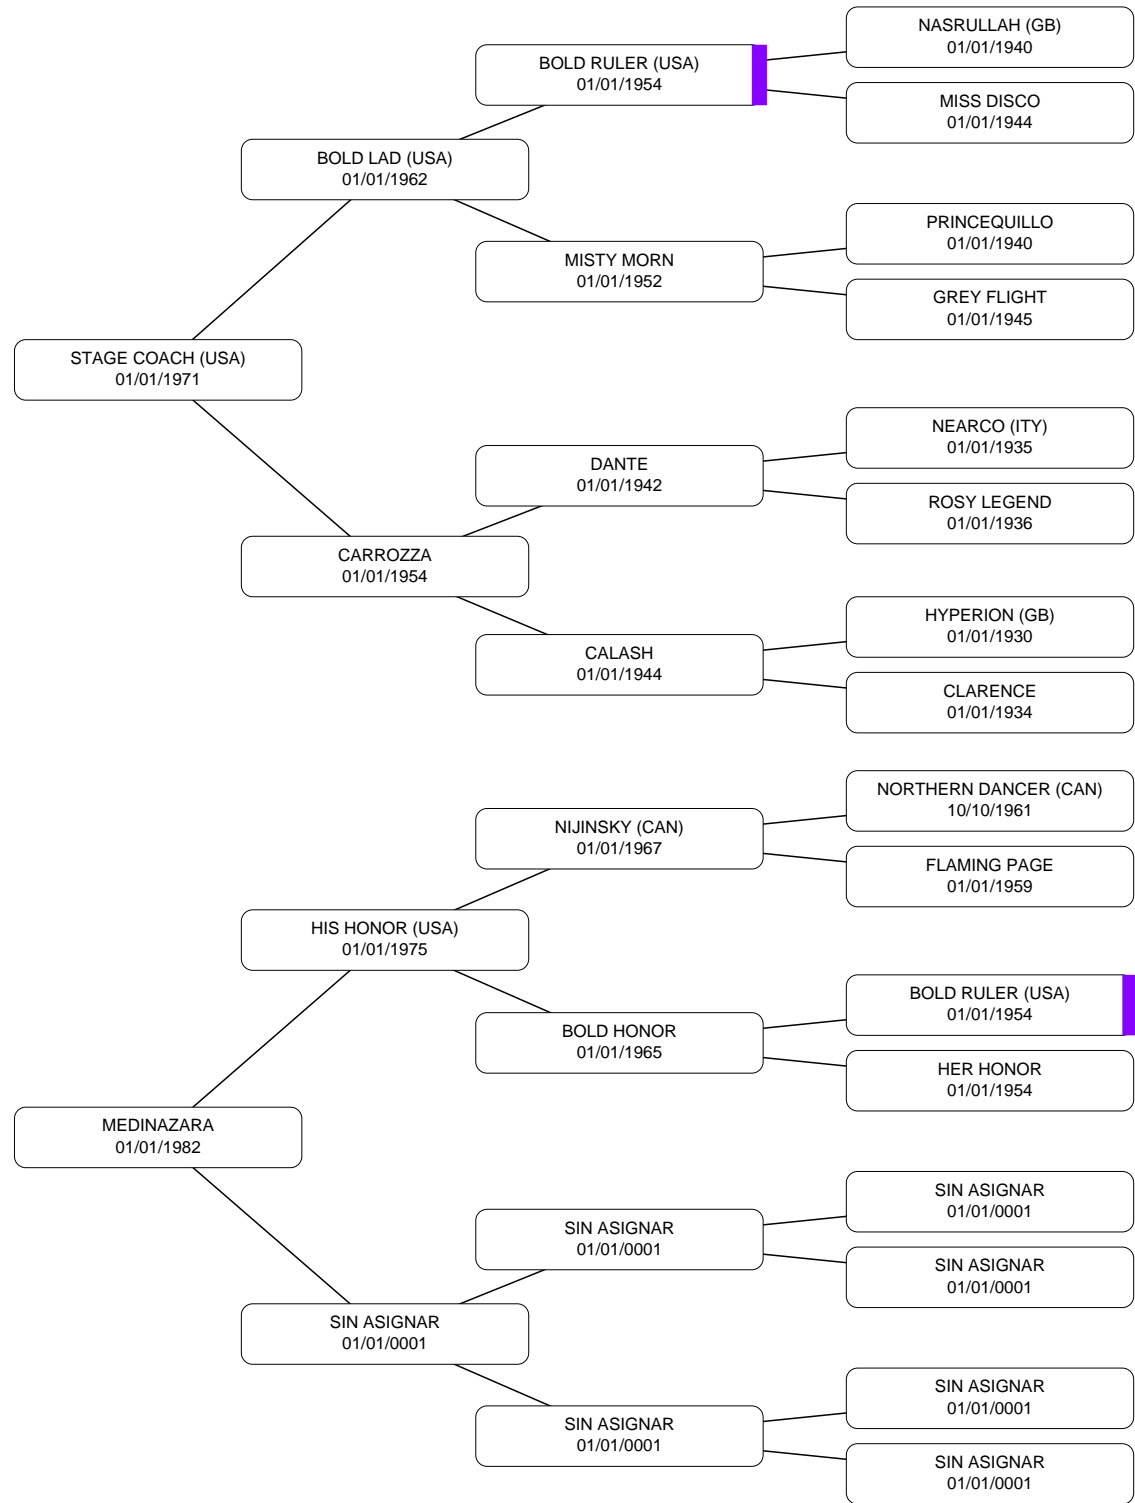 NASRULLAH (GB)
01/01/1940
BOLD RULER (USA)
01/01/1954
MISS DISCO
01/01/1944
BOLD LAD (USA)
01/01/1962
PRINCEQUILLO
01/01/1940
MISTY MORN
01/01/1952
GREY FLIGHT
01/01/1945
STAGE COACH (USA)
01/01/1971
NEARCO (ITY)
01/01/1935
DANTE
01/01/1942
ROSY LEGEND
01/01/1936
CARROZZA
01/01/1954
HYPERION (GB)
01/01/1930
CALASH
01/01/1944
CLARENCE
01/01/1934
NORTHERN DANCER (CAN)
10/10/1961
NIJINSKY (CAN)
01/01/1967
FLAMING PAGE
01/01/1959
HIS HONOR (USA)
01/01/1975
BOLD RULER (USA)
01/01/1954
BOLD HONOR
01/01/1965
HER HONOR
01/01/1954
MEDINAZARA
01/01/1982
SIN ASIGNAR
01/01/0001
SIN ASIGNAR
01/01/0001
SIN ASIGNAR
01/01/0001
SIN ASIGNAR
01/01/0001
SIN ASIGNAR
01/01/0001
SIN ASIGNAR
01/01/0001
SIN ASIGNAR
01/01/0001